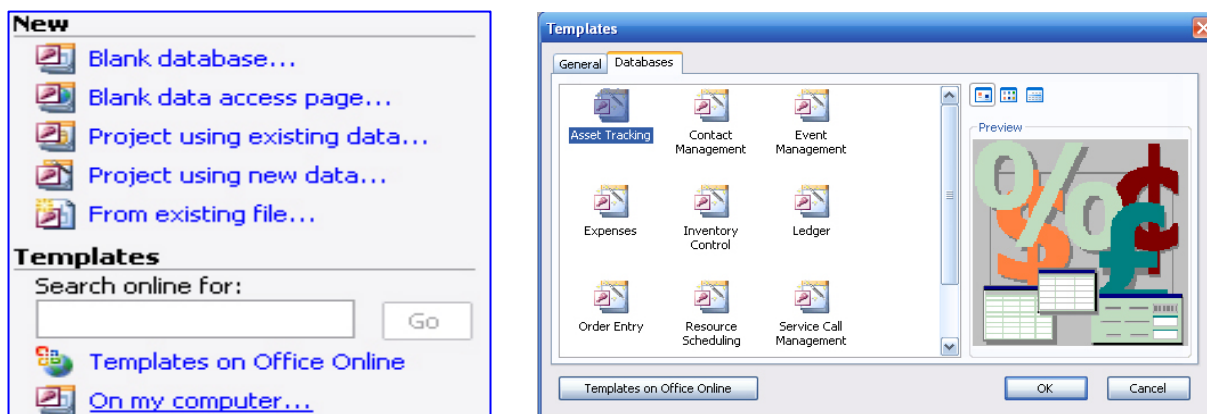 New
Blank database...
Blank data access page...
Project using existing data...
Project using new data...
From existing file...
Templates
Search online for:
Go
Templates on Office Online
On my computer...
Templates
General Databases
Asset Tracking
Contact
Management
Event
Management
Expenses
Inventory
Control
Ledger
Order Entry
Resource
Scheduling
Service Call
Management
Preview
% $ ¢ £
Templates on Office Online
OK
Cancel